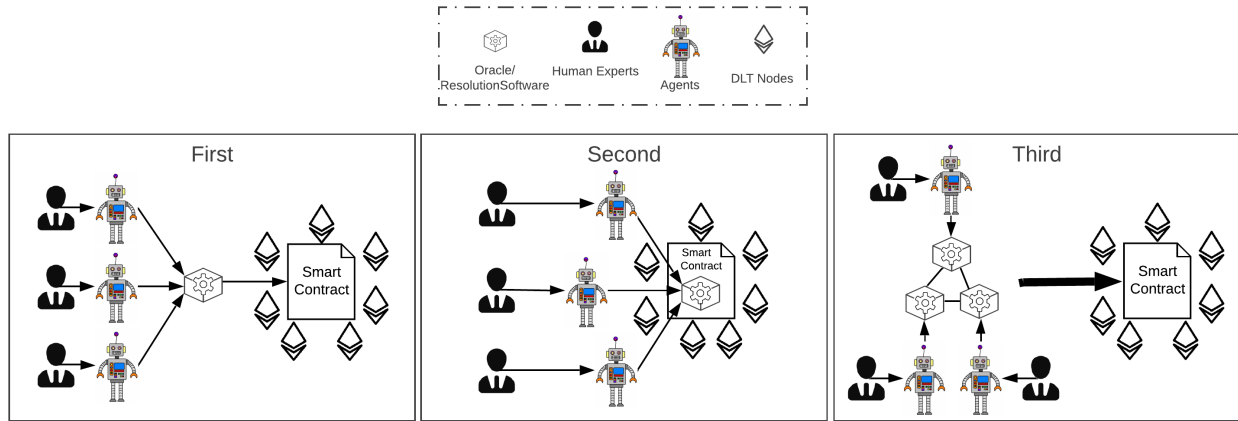 Oracle/
ResolutionSoftware
Human Experts
Agents
DLT Nodes
First
Smart
Contract
Second
Smart
Contract
Third
Smart
Contract